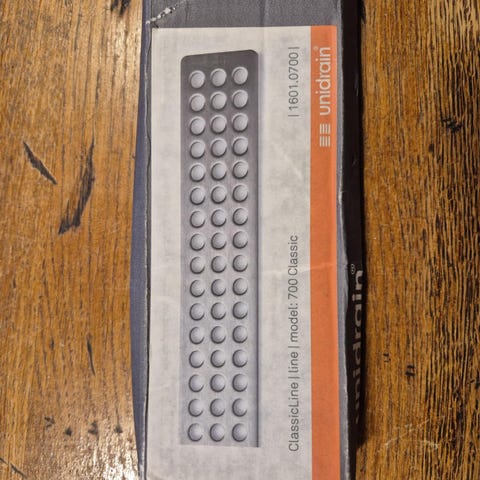 ClassicLine | line | model: 700 Classic | 1601.0700 |
unidrain®
unidrain®